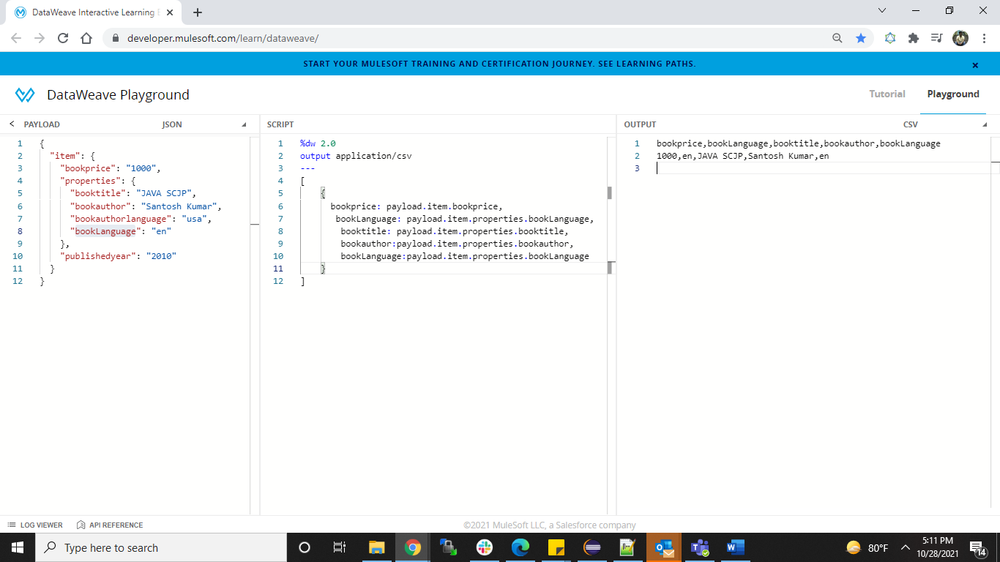 DataWeave Interactive Learning E
developer.mulesoft.com/learn/dataweave/
START YOUR MULESOFT TRAINING AND CERTIFICATION JOURNEY. SEE LEARNING PATHS.
DataWeave Playground
Tutorial
Playground
PAYLOAD
JSON
1 {
2 "item": {
3 "bookprice": "1000",
4 "properties": {
5 "booktitle": "JAVA SCJP",
6 "bookauthor": "Santosh Kumar",
7 "bookauthorlanguage": "usa",
8 "bookLanguage": "en"
9 },
10 "publishedyear": "2010"
11 }
12 }
SCRIPT
1 %dw 2.0
2 output application/csv
3 ---
4 [
5 {
6 bookprice: payload.item.bookprice,
7 bookLanguage: payload.item.properties.bookLanguage,
8 booktitle: payload.item.properties.booktitle,
9 bookauthor:payload.item.properties.bookauthor,
10 bookLanguage:payload.item.properties.bookLanguage
11 }
12 ]
OUTPUT
CSV
1 bookprice,bookLanguage,booktitle,bookauthor,bookLanguage
2 1000,en,JAVA SCJP,Santosh Kumar,en
3
LOG VIEWER
API REFERENCE
©2021 MuleSoft LLC, a Salesforce company
Type here to search
80°F
5:11 PM
10/28/2021
14